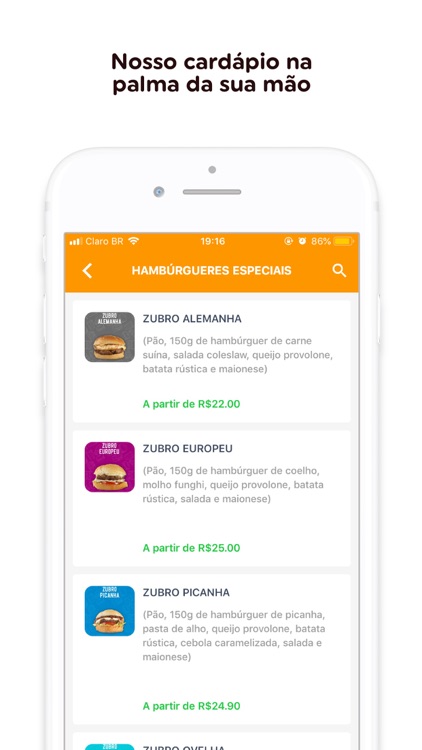 Nosso cardápio na
palma da sua mão
Claro BR 19:16 86%
HAMBÚRGUERES ESPECIAIS
ZUBRO
ALEMANHA
ZUBRO ALEMANHA
(Pão, 150g de hambúrguer de carne
suína, salada coleslaw, queijo provolone,
batata rústica e maionese)
A partir de R$22.00
ZUBRO
EUROPEU
ZUBRO EUROPEU
(Pão, 150g de hambúrguer de coelho,
molho funghi, queijo provolone, batata
rústica, salada e maionese)
A partir de R$25.00
ZUBRO
PICANHA
ZUBRO PICANHA
(Pão, 150g de hambúrguer de picanha,
pasta de alho, queijo provolone, batata
rústica, cebola caramelizada, salada e
maionese)
A partir de R$24.90
ZUBRO OVELHA